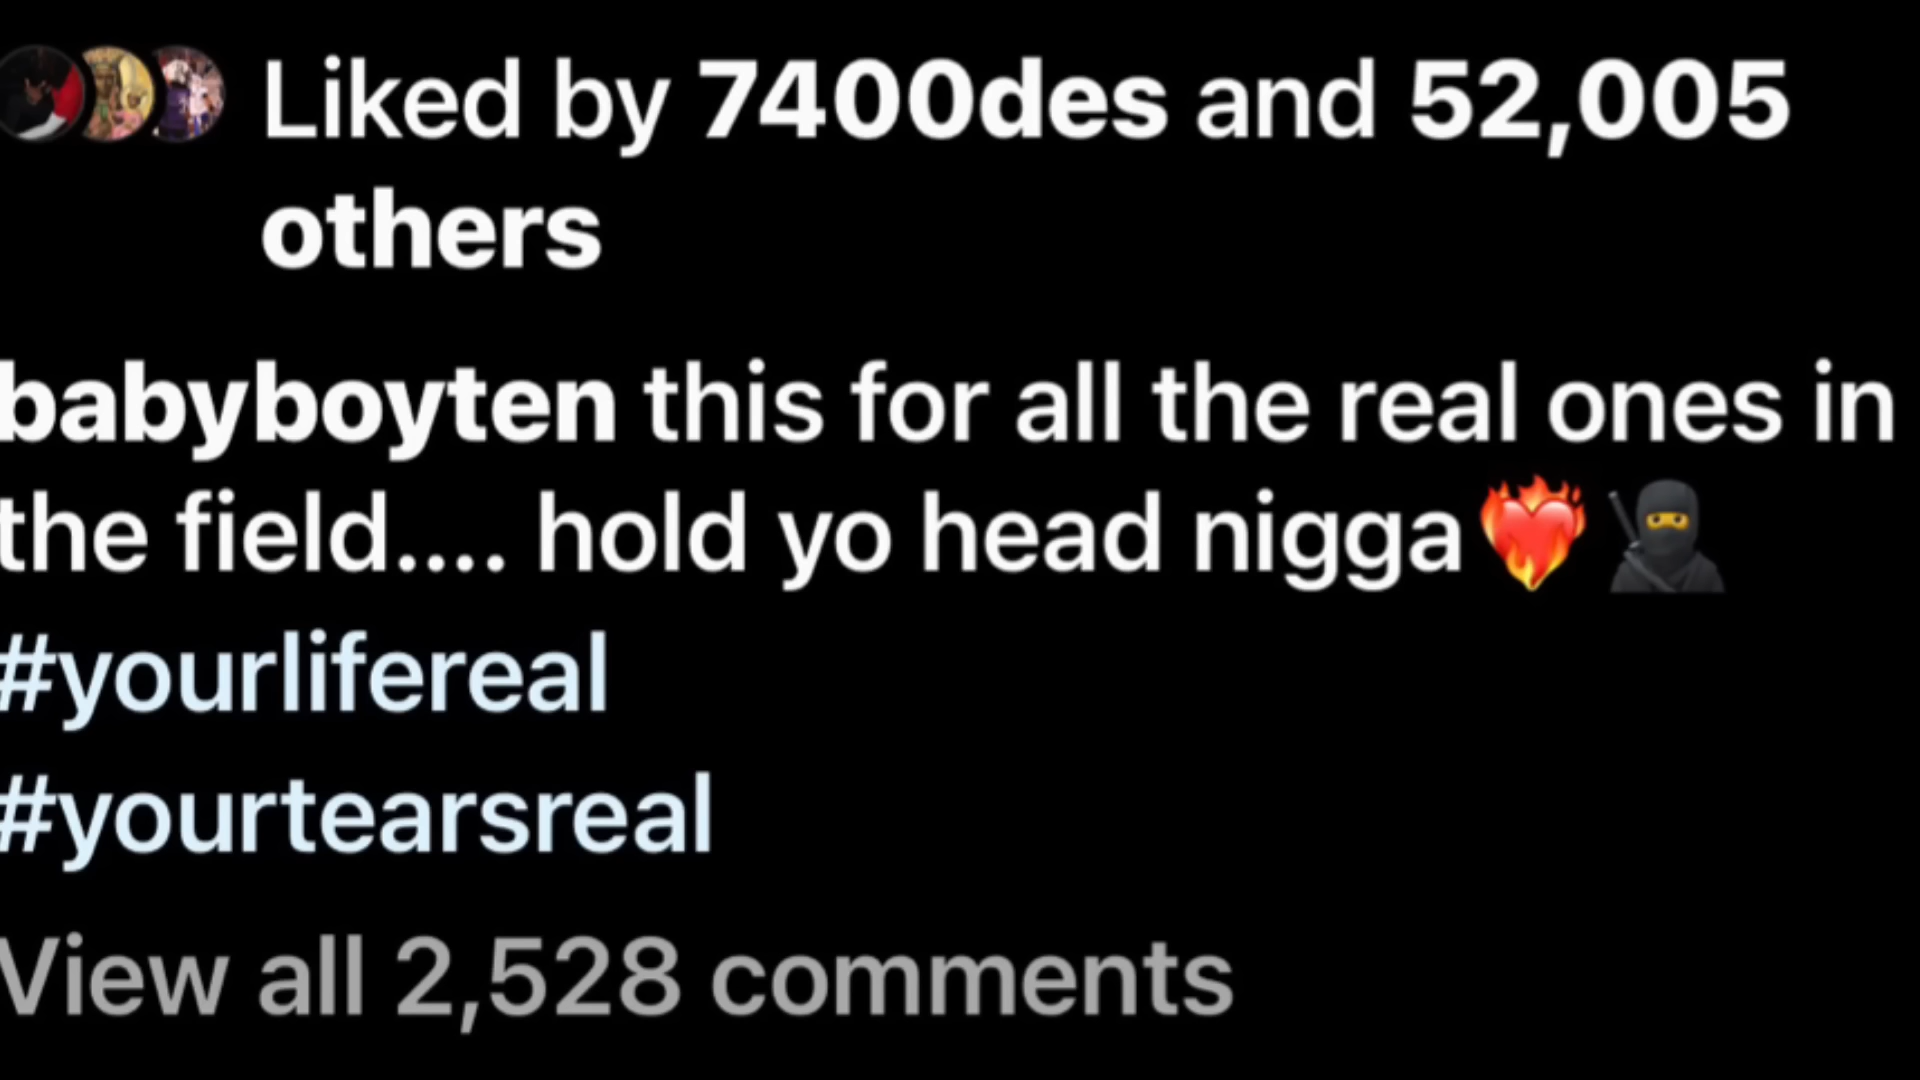 Liked by 7400des and 52,005
others
babyboyten this for all the real ones in
the field.... hold yo head nigga❤️‍🔥🥷
#yourlifereal
#yourtearsreal
View all 2,528 comments